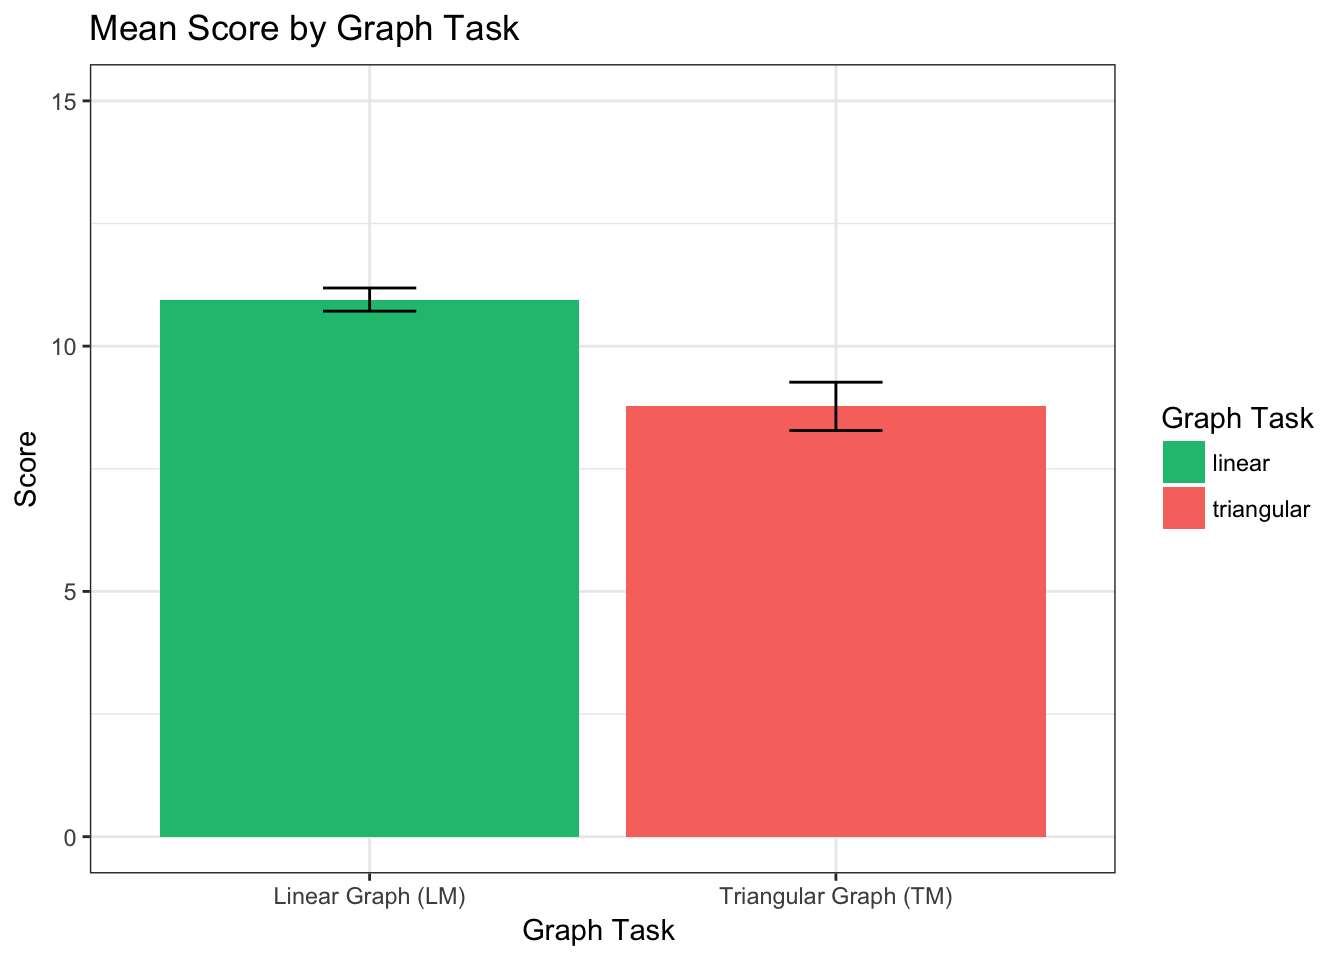 Mean Score by Graph Task
15
10
5
0
Score
Linear Graph (LM)
Triangular Graph (TM)
Graph Task
Graph Task
linear
triangular